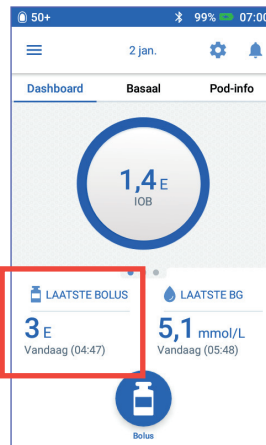 50+ 99% 07:00
2 jan.
Dashboard Basaal Pod-info
1,4 E
IOB
LAATSTE BOLUS LAATSTE BG
3 E 5,1 mmol/L
Vandaag (04:47) Vandaag (05:48)
Bolus